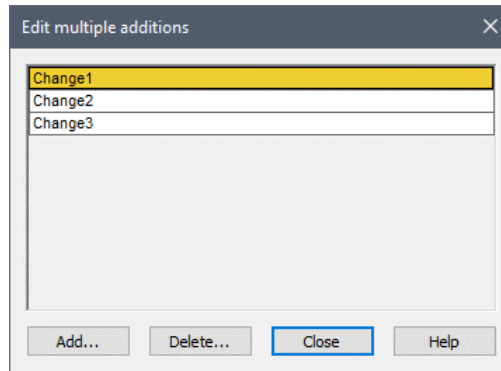 Edit multiple additions
Change1
Change2
Change3
Add... Delete... Close Help